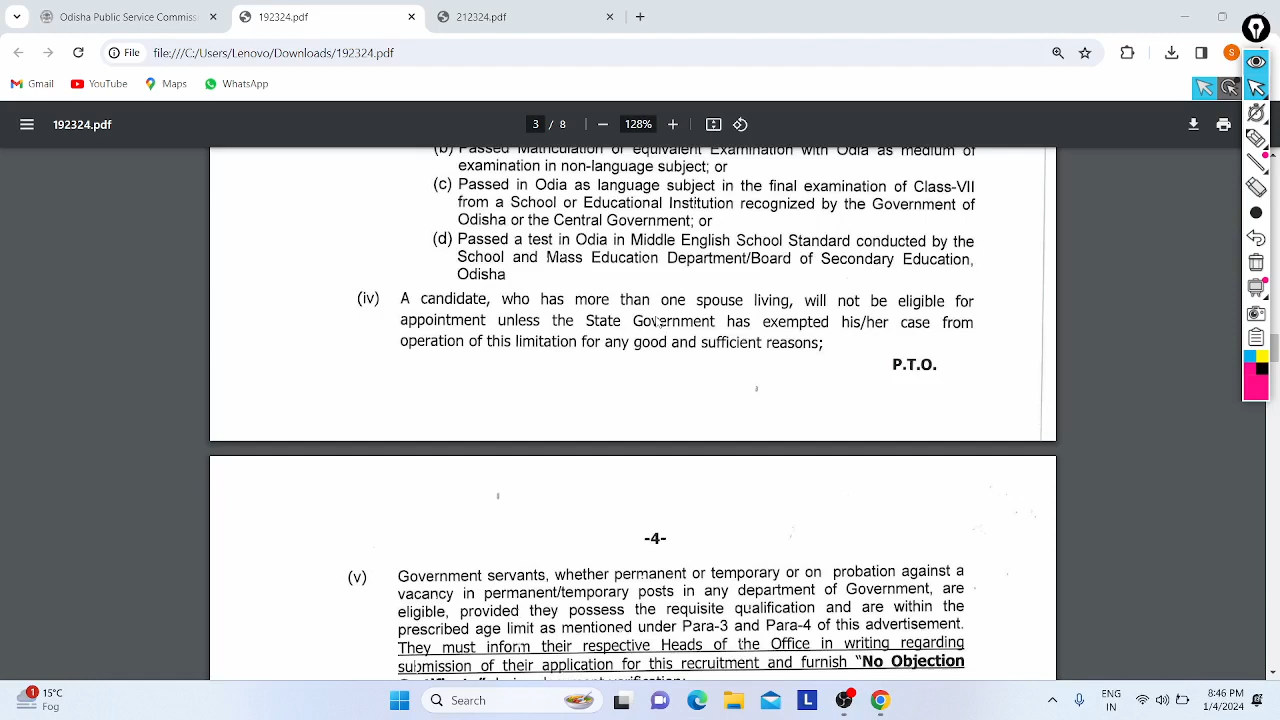 Odisha Public Service Commiss
192324.pdf
212324.pdf
File
file:///C:/Users/Lenovo/Downloads/192324.pdf
S
Gmail
YouTube
Maps
WhatsApp
192324.pdf
3 / 8
128%
(b) Passed Matriculation or equivalent Examination with Odia as medium of
examination in non-language subject; or
(c) Passed in Odia as language subject in the final examination of Class-VII
from a School or Educational Institution recognized by the Government of
Odisha or the Central Government; or
(d) Passed a test in Odia in Middle English School Standard conducted by the
School and Mass Education Department/Board of Secondary Education,
Odisha
(iv) A candidate, who has more than one spouse living, will not be eligible for
appointment unless the State Government has exempted his/her case from
operation of this limitation for any good and sufficient reasons;
P.T.O.
3
-4-
(v) Government servants, whether permanent or temporary or on probation against a
vacancy in permanent/temporary posts in any department of Government, are
eligible, provided they possess the requisite qualification and are within the
prescribed age limit as mentioned under Para-3 and Para-4 of this advertisement.
They must inform their respective Heads of the Office in writing regarding
submission of their application for this recruitment and furnish "No Objection
1
15°C
Fog
Search
L
ENG
IN
8:46 PM
1/4/2024